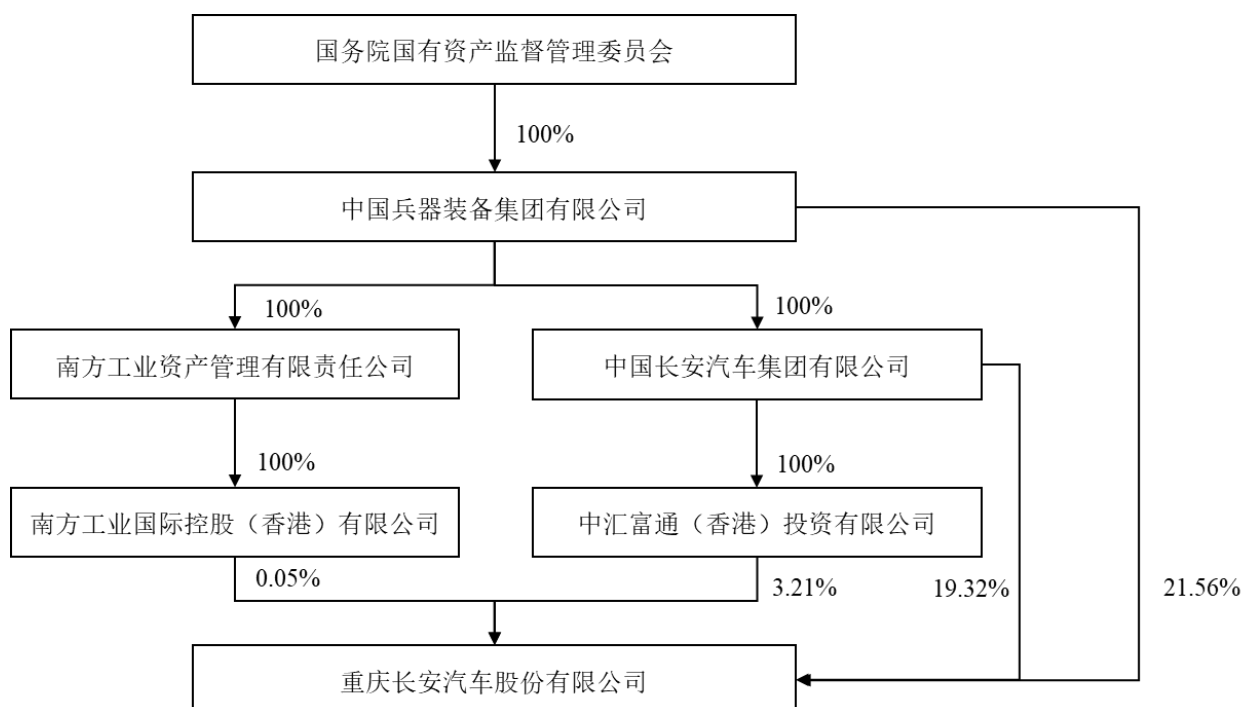 国务院国有资产监督管理委员会
100%
中国兵器装备集团有限公司
100%
100%
南方工业资产管理有限责任公司
中国长安汽车集团有限公司
100%
100%
南方工业国际控股（香港）有限公司
中汇富通（香港）投资有限公司
0.05%
3.21%
19.32%
21.56%
重庆长安汽车股份有限公司